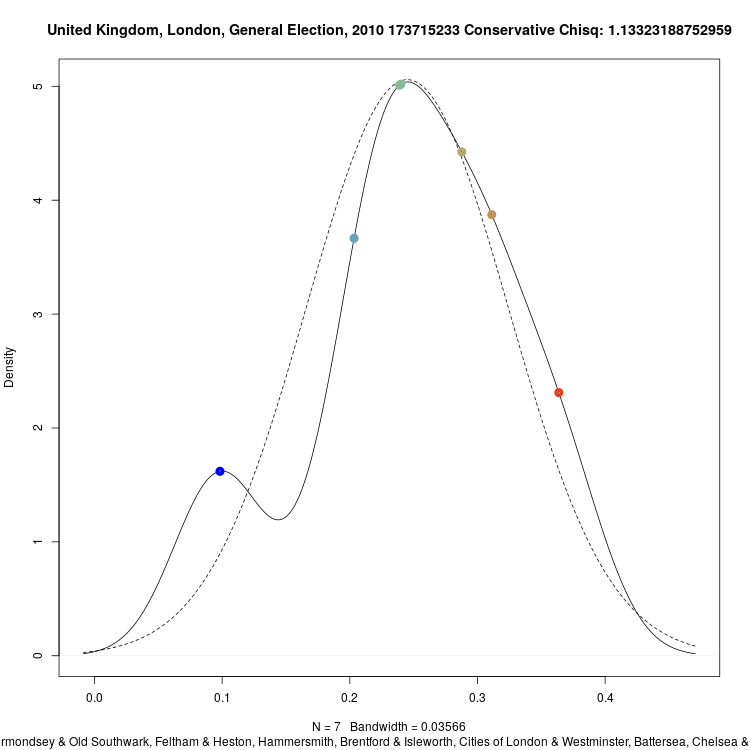 United Kingdom, London, General Election, 2010 173715233 Conservative Chisq: 1.13323188752959
Density
5
4
3
2
1
0
0.0 0.1 0.2 0.3 0.4
N = 7 Bandwidth = 0.03566
rmondsey & Old Southwark, Feltham & Heston, Hammersmith, Brentford & Isleworth, Cities of London & Westminster, Battersea, Chelsea &